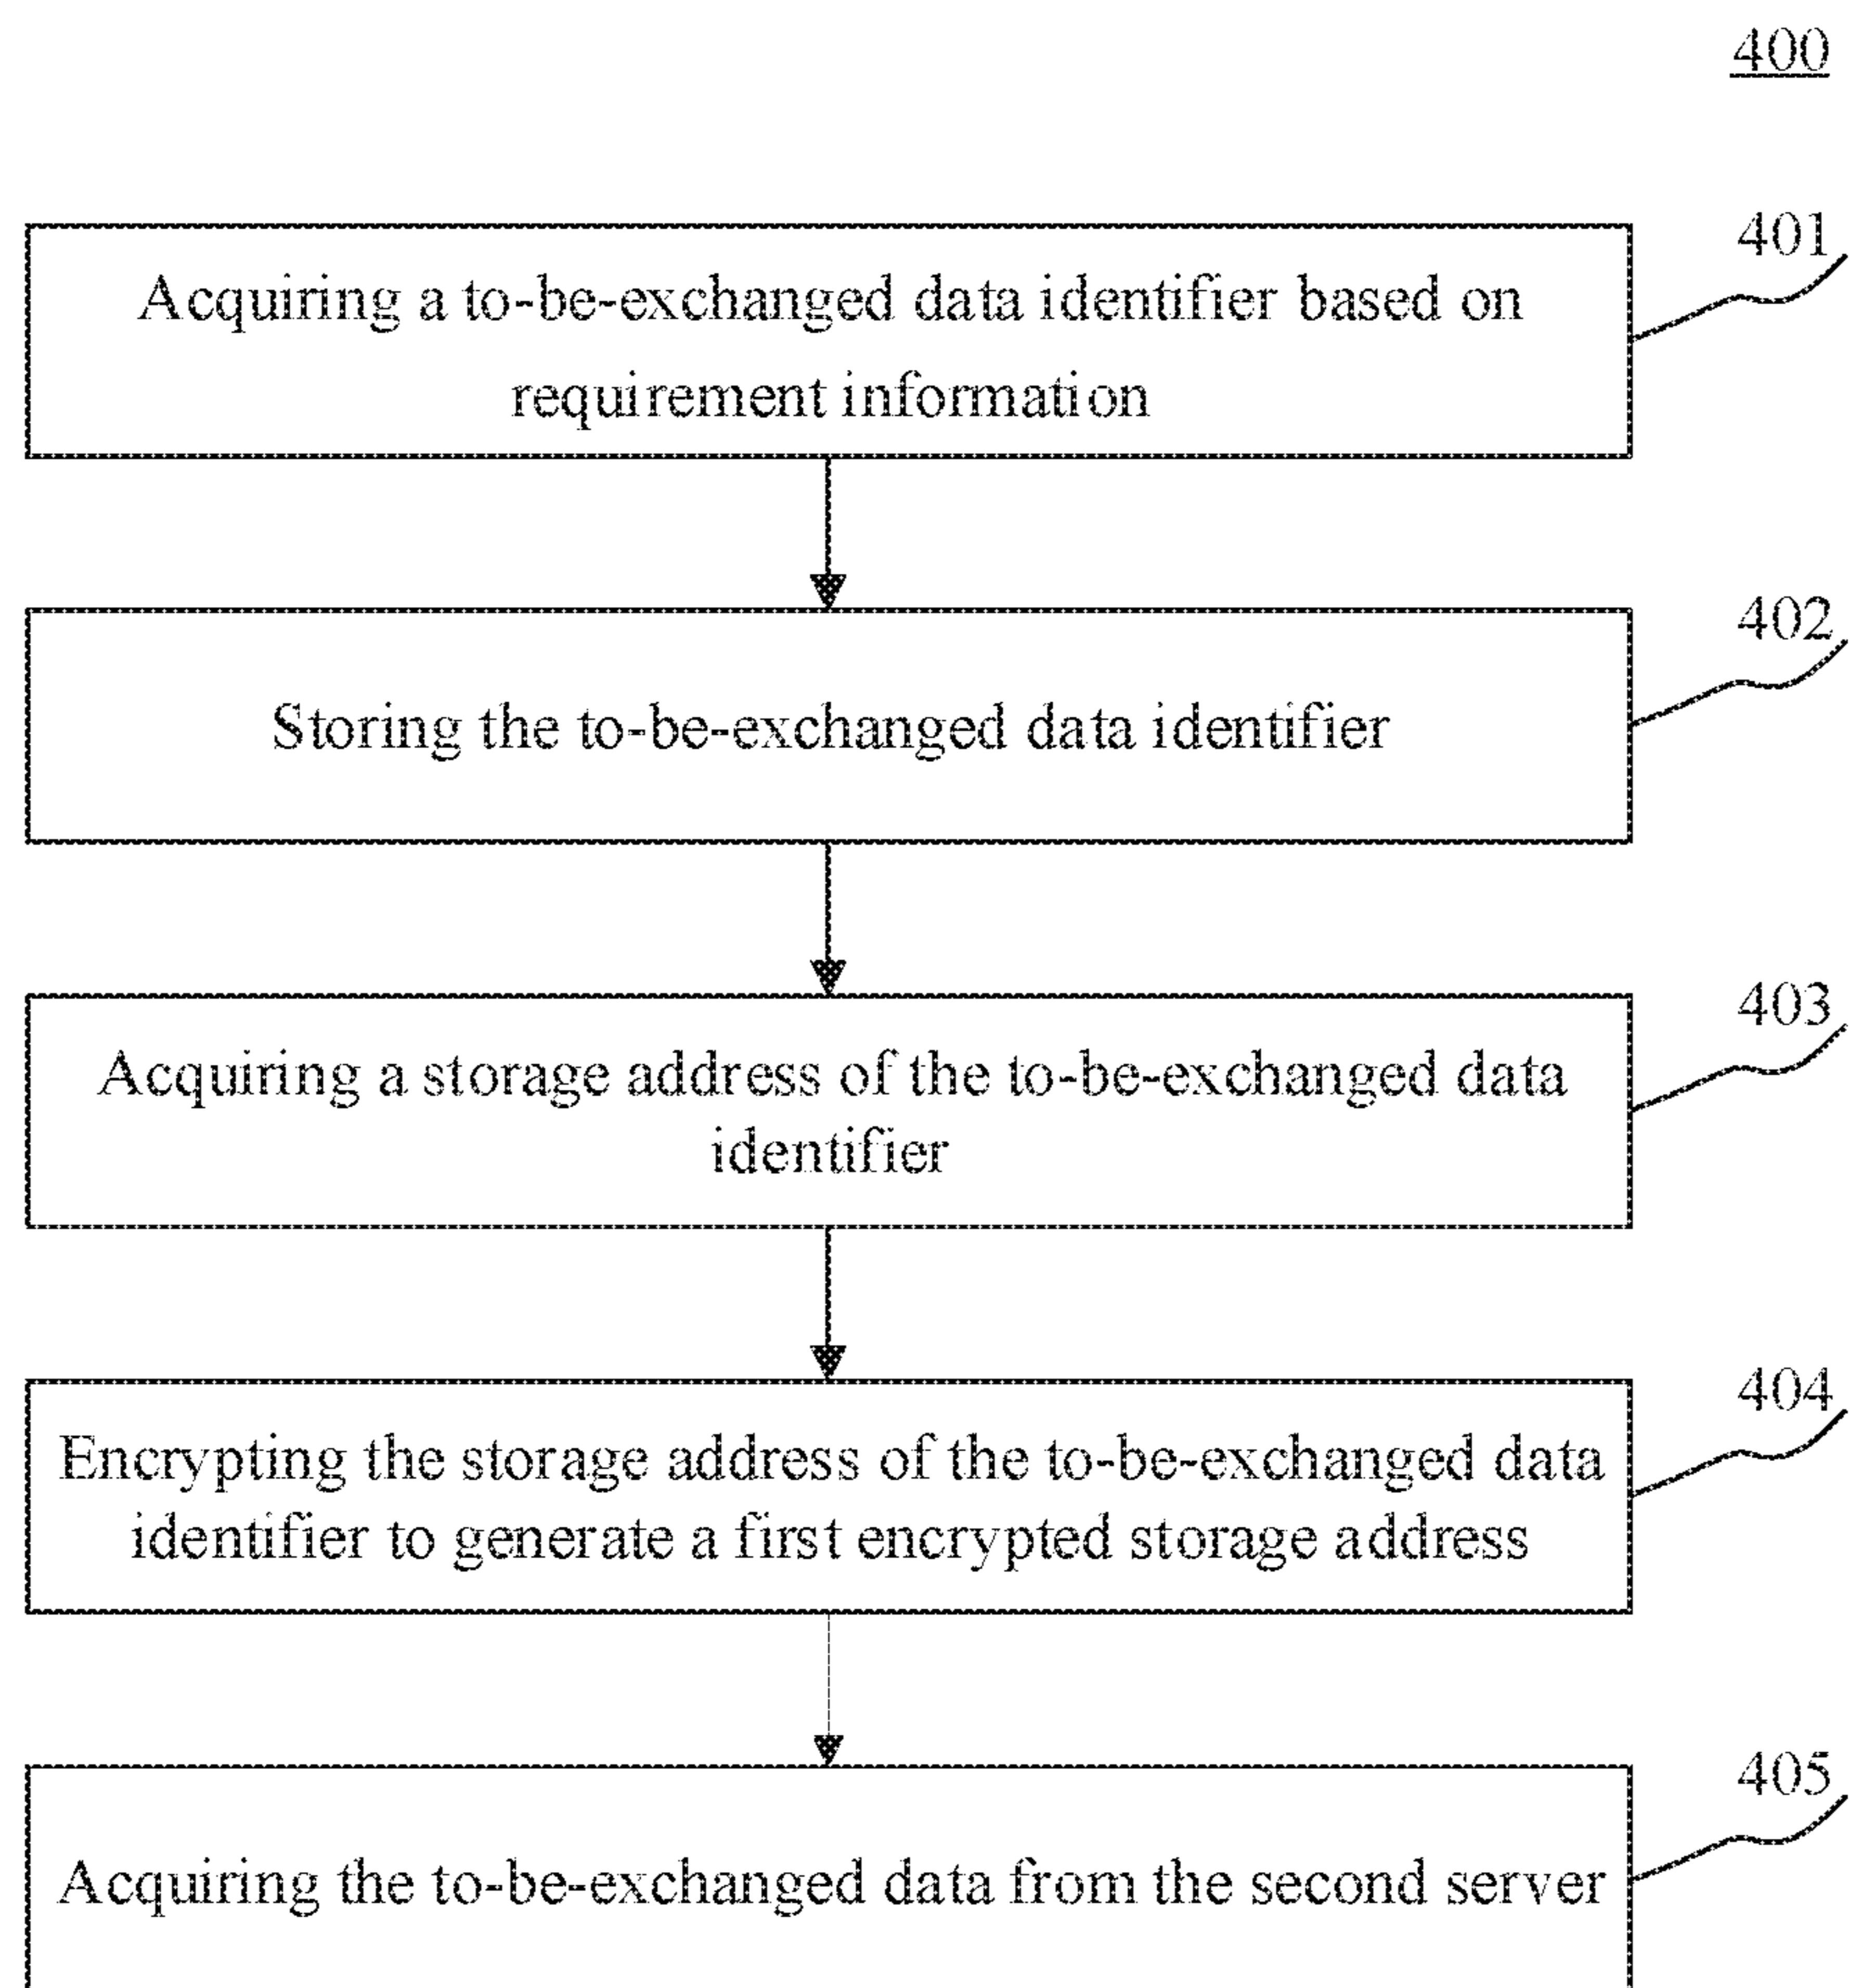 400
401
Acquiring a to-be-exchanged data identifier based on
requirement information
402
Storing the to-be-exchanged data identifier
403
Acquiring a storage address of the to-be-exchanged data
identifier
404
Encrypting the storage address of the to-be-exchanged data
identifier to generate a first encrypted storage address
405
Acquiring the to-be-exchanged data from the second server